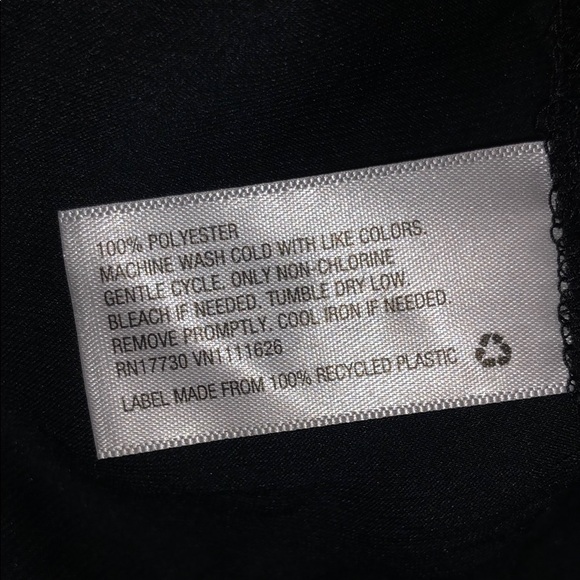 100% POLYESTER
MACHINE WASH COLD WITH LIKE COLORS.
GENTLE CYCLE. ONLY NON-CHLORINE
BLEACH IF NEEDED. TUMBLE DRY LOW.
REMOVE PROMPTLY. COOL IRON IF NEEDED.
RN17730 VN1111626
LABEL MADE FROM 100% RECYCLED PLASTIC